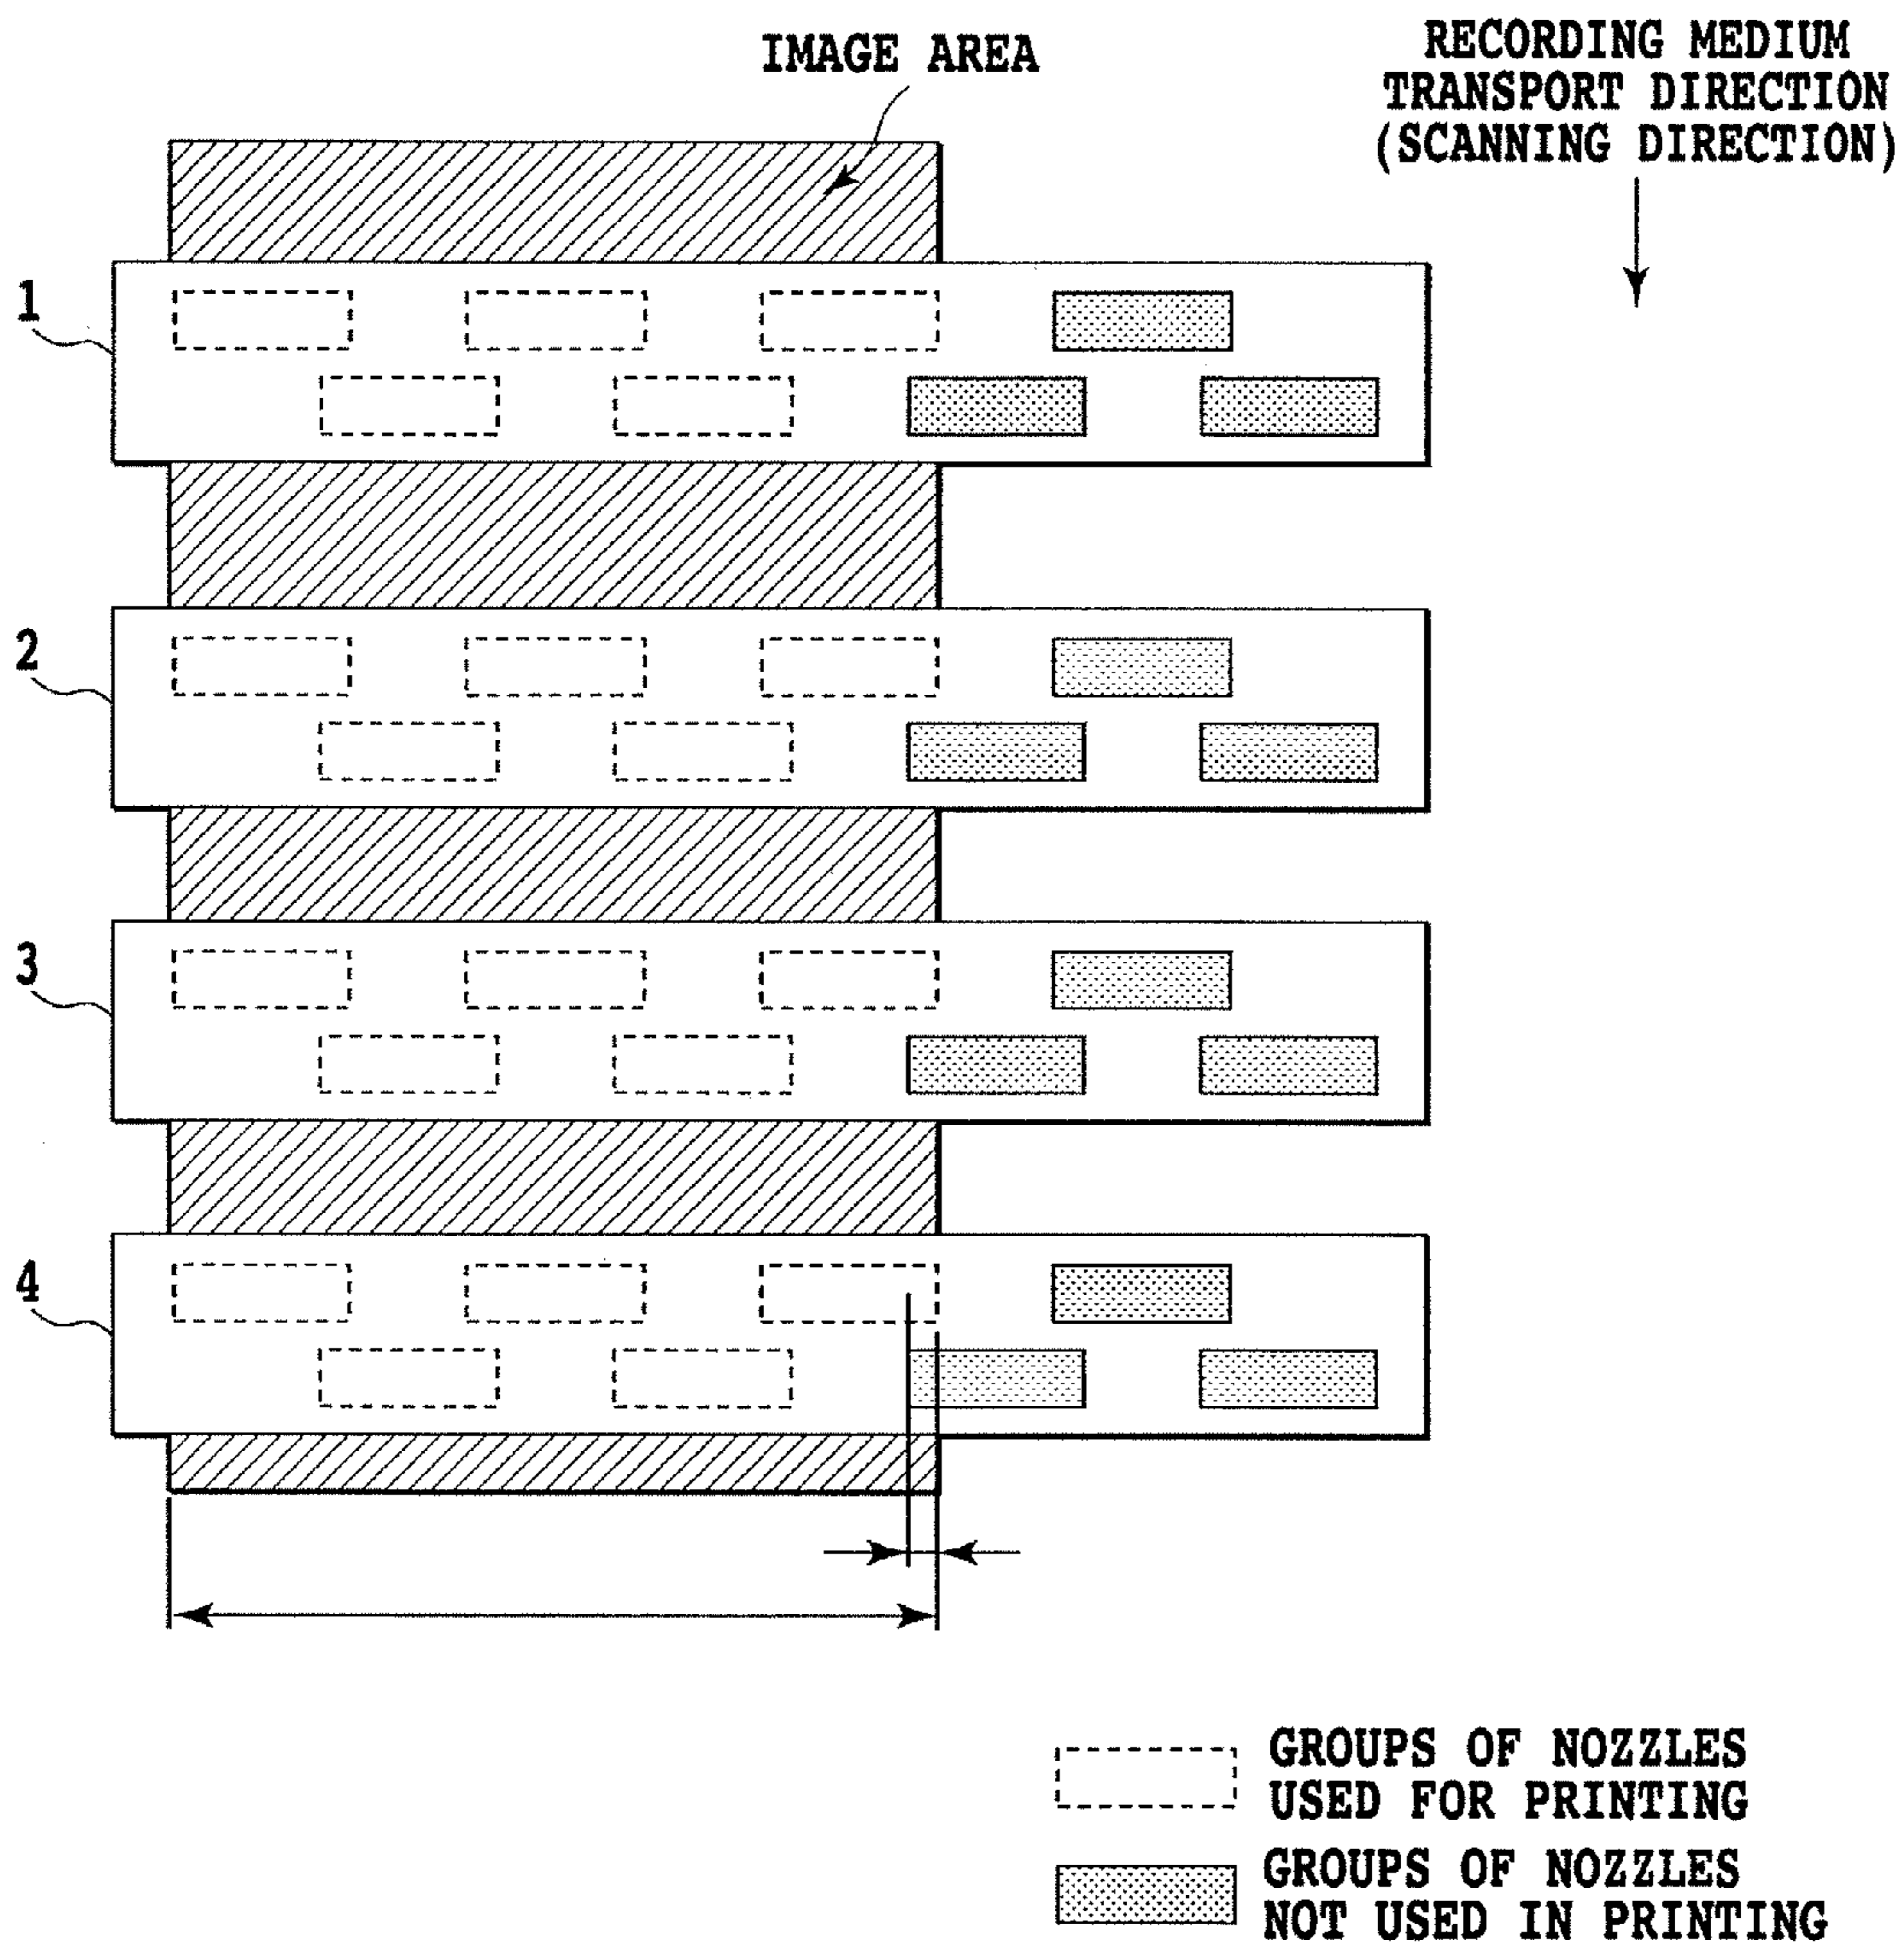 IMAGE AREA
RECORDING MEDIUM
TRANSPORT DIRECTION
(SCANNING DIRECTION)
1
2
3
4
GROUPS OF NOZZLES
USED FOR PRINTING
GROUPS OF NOZZLES
NOT USED IN PRINTING